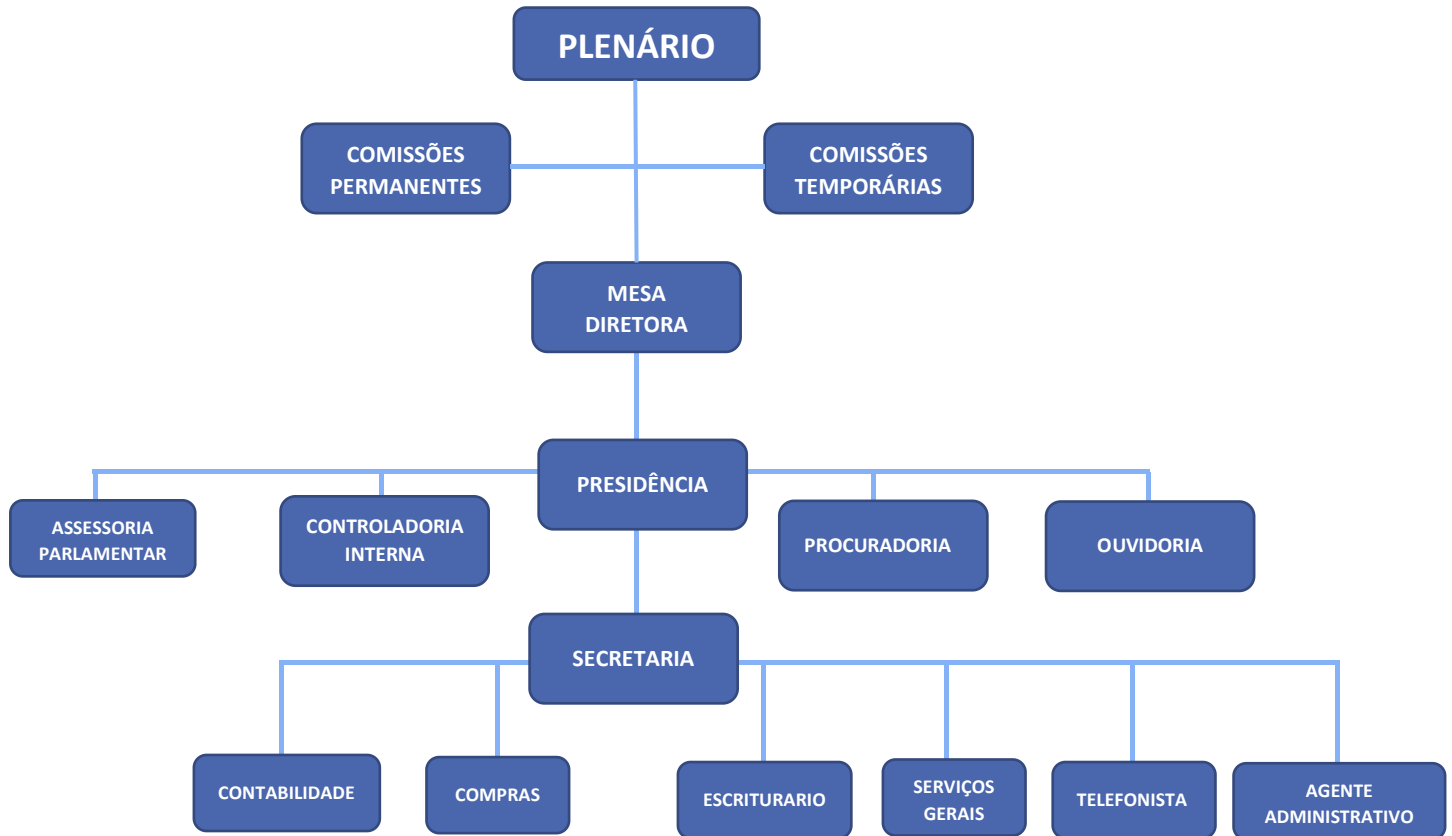 PLENÁRIO
COMISSÕES
PERMANENTES
COMISSÕES
TEMPORÁRIAS
MESA
DIRETORA
PRESIDÊNCIA
ASSESSORIA
PARLAMENTAR
CONTROLADORIA
INTERNA
PROCURADORIA
OUVIDORIA
SECRETARIA
CONTABILIDADE
COMPRAS
ESCRITURARIO
SERVIÇOS
GERAIS
TELEFONISTA
AGENTE
ADMINISTRATIVO